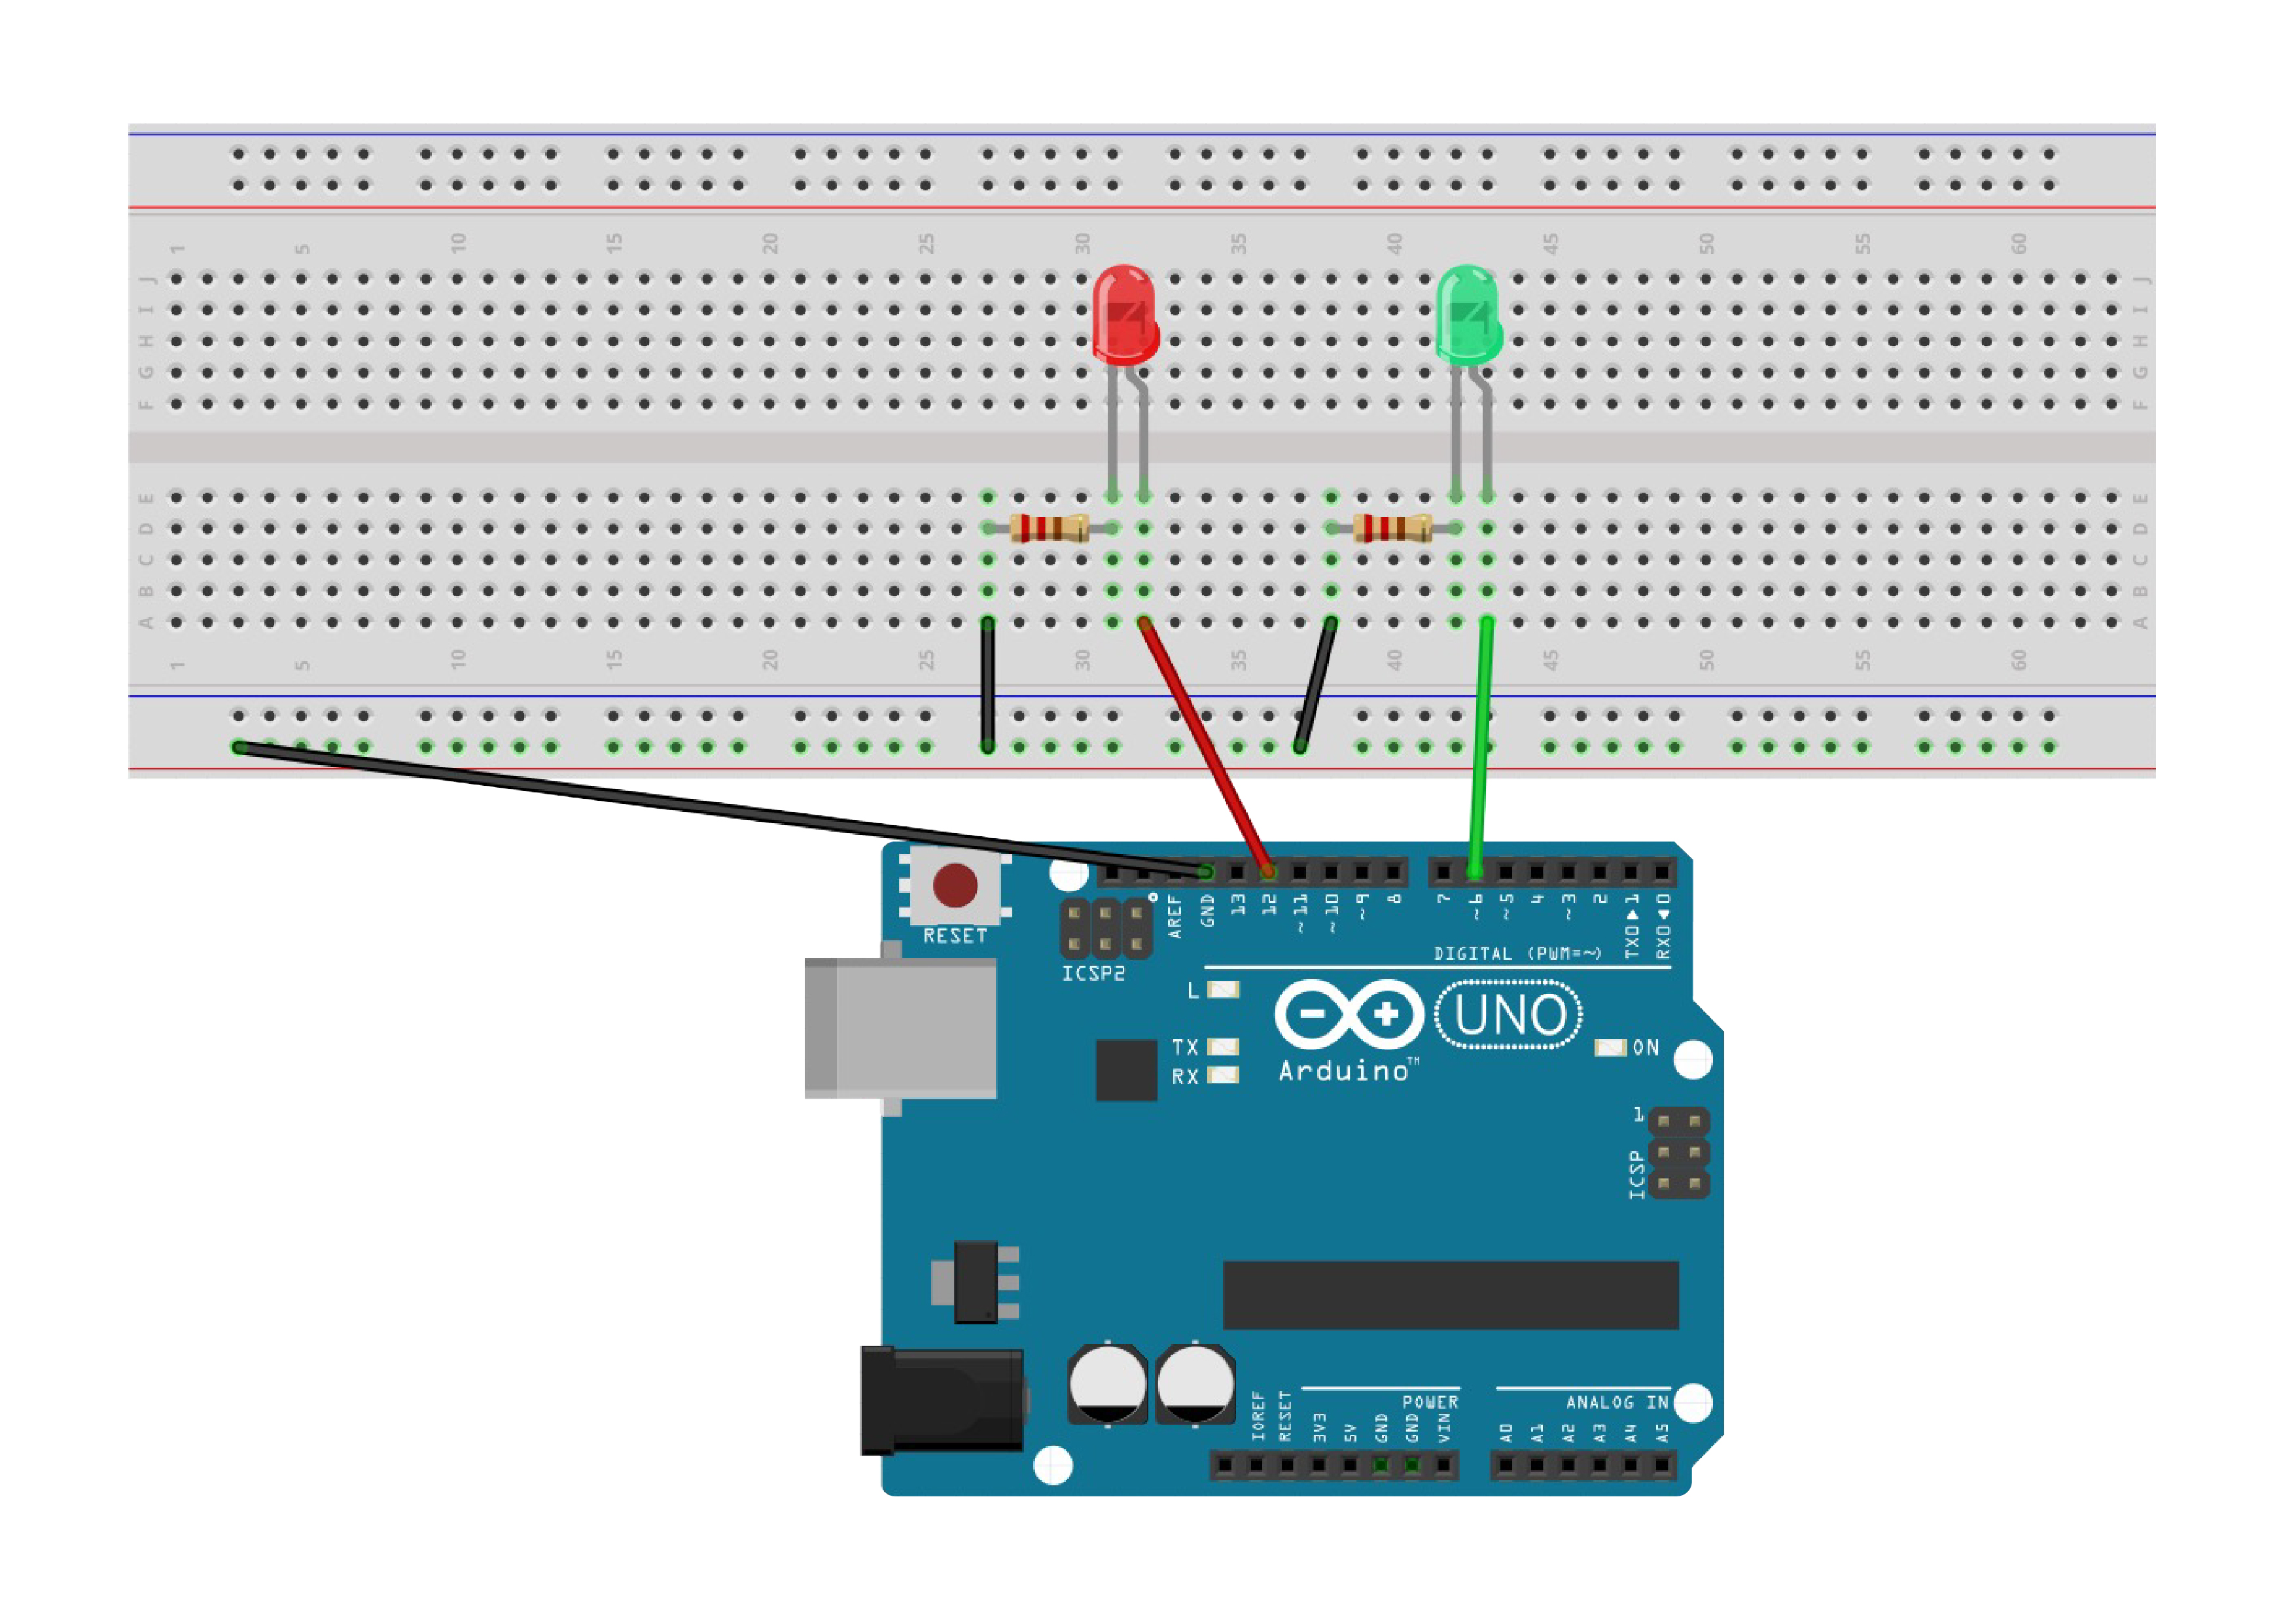 1 5 10 15 20 25 30 35 40 45 50 55 60
J J
I I
H H
G G
F F
E E
D D
C C
B B
A A
1 5 10 15 20 25 30 35 40 45 50 55 60
RESET
ICSP2
AREF
GND
13
12
~11
~10
~9
8
7
~6
~5
4
~3
2
TX0▶1
RX0◀0
DIGITAL (PWM=~)
L
TX
RX
UNO
Arduino™
ON
1
ICSP
IOREF
RESET
3V3
5V
GND
GND
VIN
POWER
ANALOG IN
A0
A1
A2
A3
A4
A5